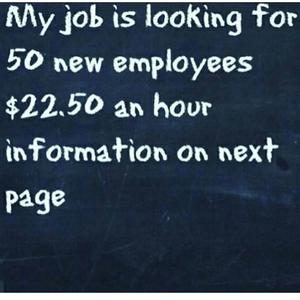 My job is looking for
50 new employees
$22.50 an hour
information on next
page